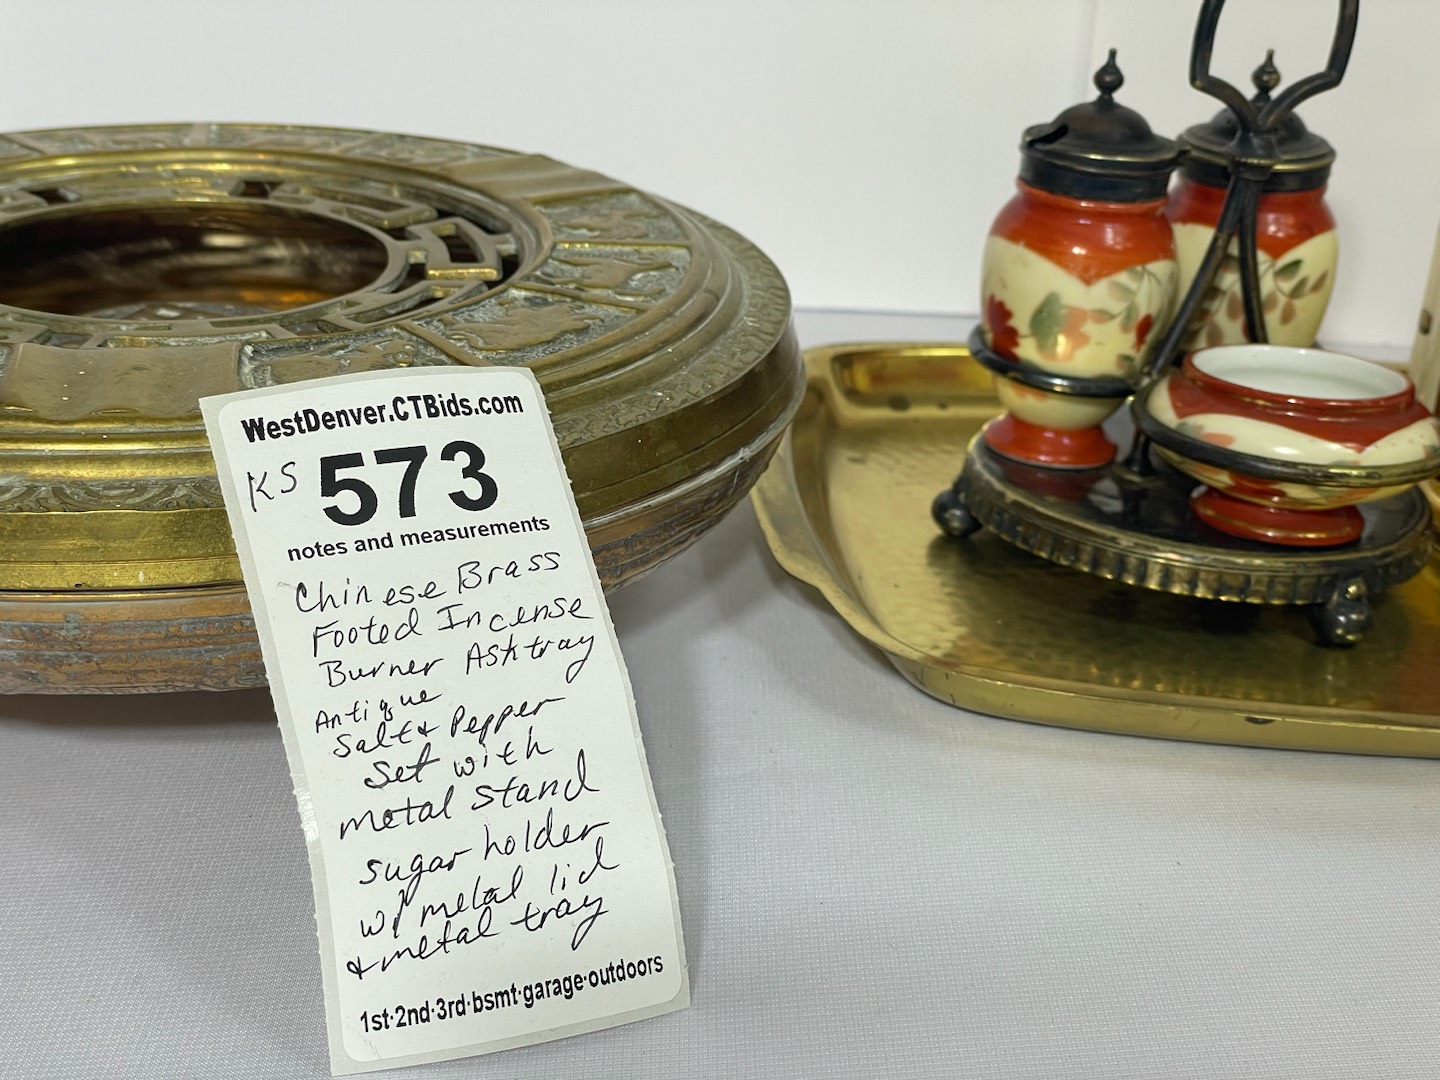 WestDenver.CTBids.com
KS 573
notes and measurements
Chinese Brass
Footed Incense
Burner Ashtray
Antique
Salt & Pepper
Set with
metal stand
sugar holder
w/ metal lid
& metal tray
1st·2nd·3rd·bsmt·garage·outdoors